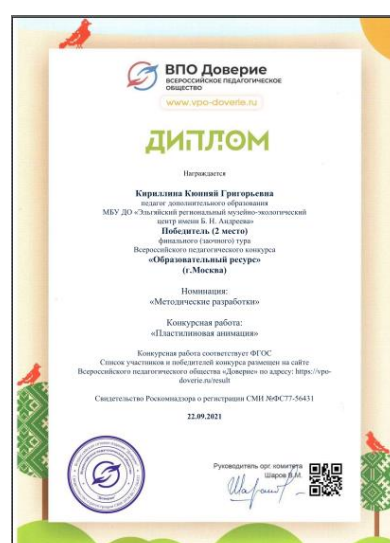 ВПО Доверие
ВСЕРОССИЙСКОЕ ПЕДАГОГИЧЕСКОЕ
ОБЩЕСТВО
www.vpo-doverie.ru
ДИПЛОМ
Награждается
Кириллина Кюннэй Григорьевна
педагог дополнительного образования
МБУ ДО «Эльгяйский региональный музейно-экологический
центр имени Б. Н. Андреева»
Победитель (2 место)
финального (заочного) тура
Всероссийского педагогического конкурса
«Образовательный ресурс»
(г.Москва)
Номинация:
«Методические разработки»
Конкурсная работа:
«Пластилиновая анимация»
Конкурсная работа соответствует ФГОС
Список участников и победителей конкурса размещен на сайте
Всероссийского педагогического общества «Доверие» по адресу: https://vpo-
doverie.ru/result
Свидетельство Роскомнадзора о регистрации СМИ №ФС77-56431
22.09.2021
Руководитель орг. комитета
Шаров В.М.